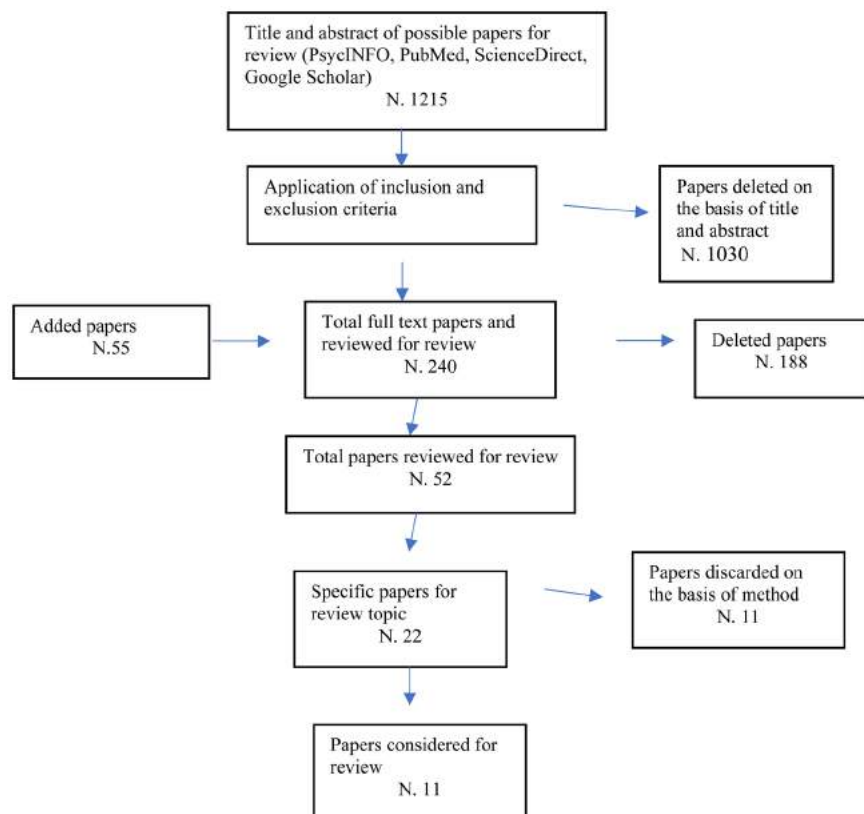 Title and abstract of possible papers for
review (PsycINFO, PubMed, ScienceDirect,
Google Scholar)
N. 1215
Application of inclusion and
exclusion criteria
Papers deleted on
the basis of title
and abstract
N. 1030
Added papers
N.55
Total full text papers and
reviewed for review
N. 240
Deleted papers
N. 188
Total papers reviewed for review
N. 52
Specific papers for
review topic
N. 22
Papers discarded on
the basis of method
N. 11
Papers considered for
review
N. 11